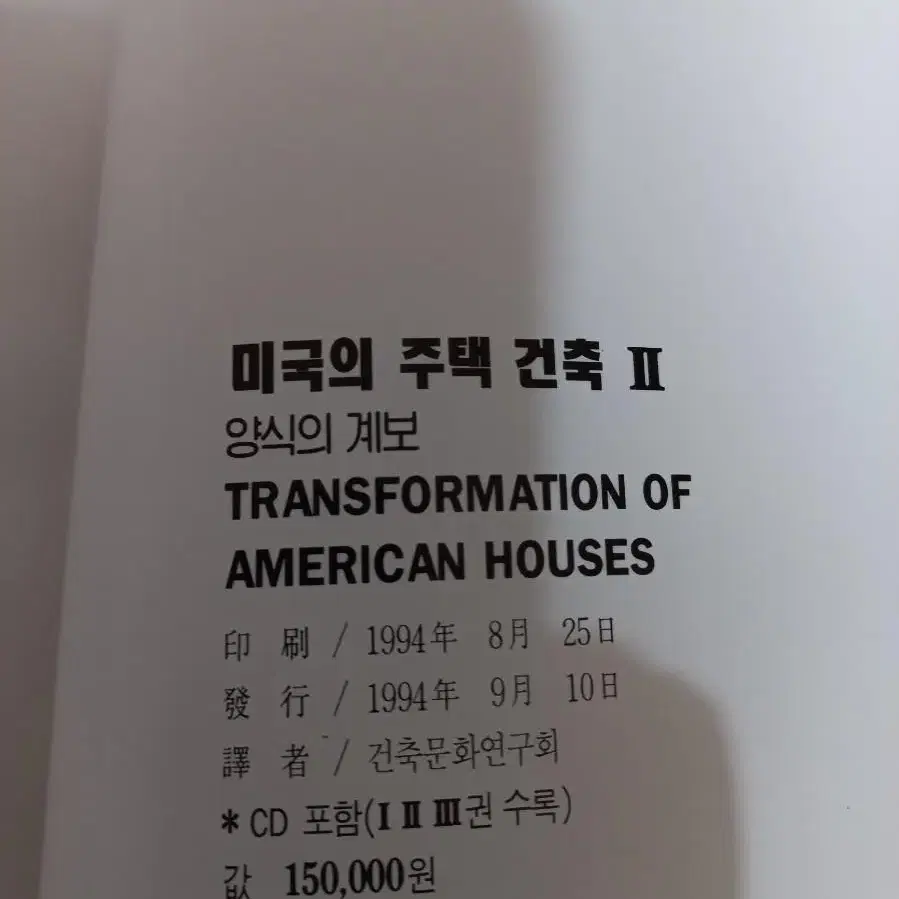 미국의 주택 건축 Ⅱ
양식의 계보
TRANSFORMATION OF
AMERICAN HOUSES
印 刷 / 1994年 8月 25日
發 行 / 1994年 9月 10日
譯 者 / 건축문화연구회
* CD 포함(Ⅰ Ⅱ Ⅲ권 수록)
값 150,000원